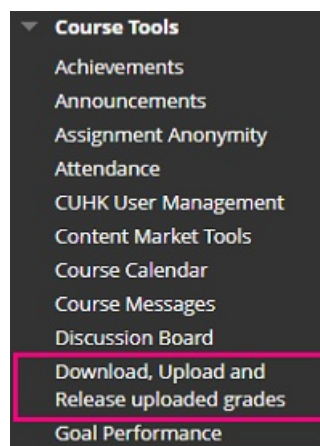 Course Tools
Achievements
Announcements
Assignment Anonymity
Attendance
CUHK User Management
Content Market Tools
Course Calendar
Course Messages
Discussion Board
Download, Upload and
Release uploaded grades
Goal Performance